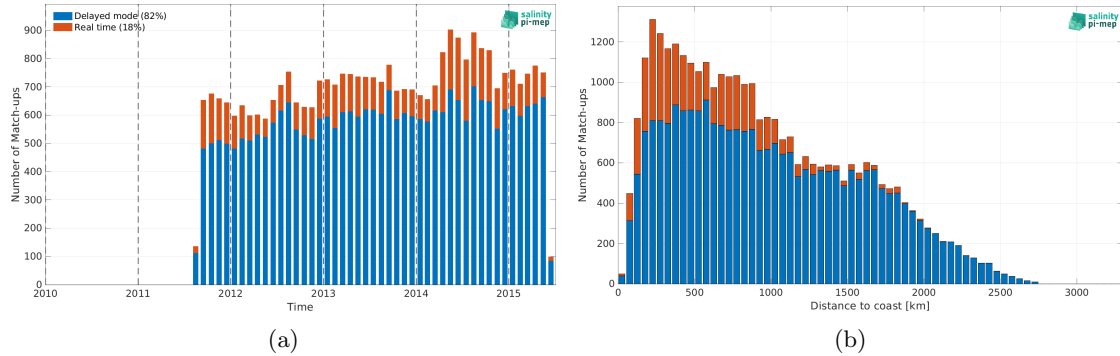 Delayed mode (82%)
Real time (18%)
salinity
pi-mep
900
800
700
600
500
400
300
200
100
0
Number of Match-ups
2010
2011
2012
2013
2014
2015
Time
(a)
salinity
pi-mep
1200
1000
800
600
400
200
0
Number of Match-ups
0
500
1000
1500
2000
2500
3000
Distance to coast [km]
(b)